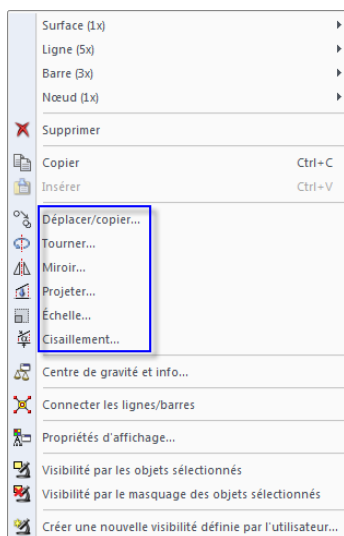 Surface (1x)
Ligne (5x)
Barre (3x)
Nœud (1x)
Supprimer
Copier Ctrl+C
Insérer Ctrl+V
Déplacer/copier...
Tourner...
Miroir...
Projeter...
Échelle...
Cisaillement...
Centre de gravité et info...
Connecter les lignes/barres
Propriétés d'affichage...
Visibilité par les objets sélectionnés
Visibilité par le masquage des objets sélectionnés
Créer une nouvelle visibilité définie par l'utilisateur...